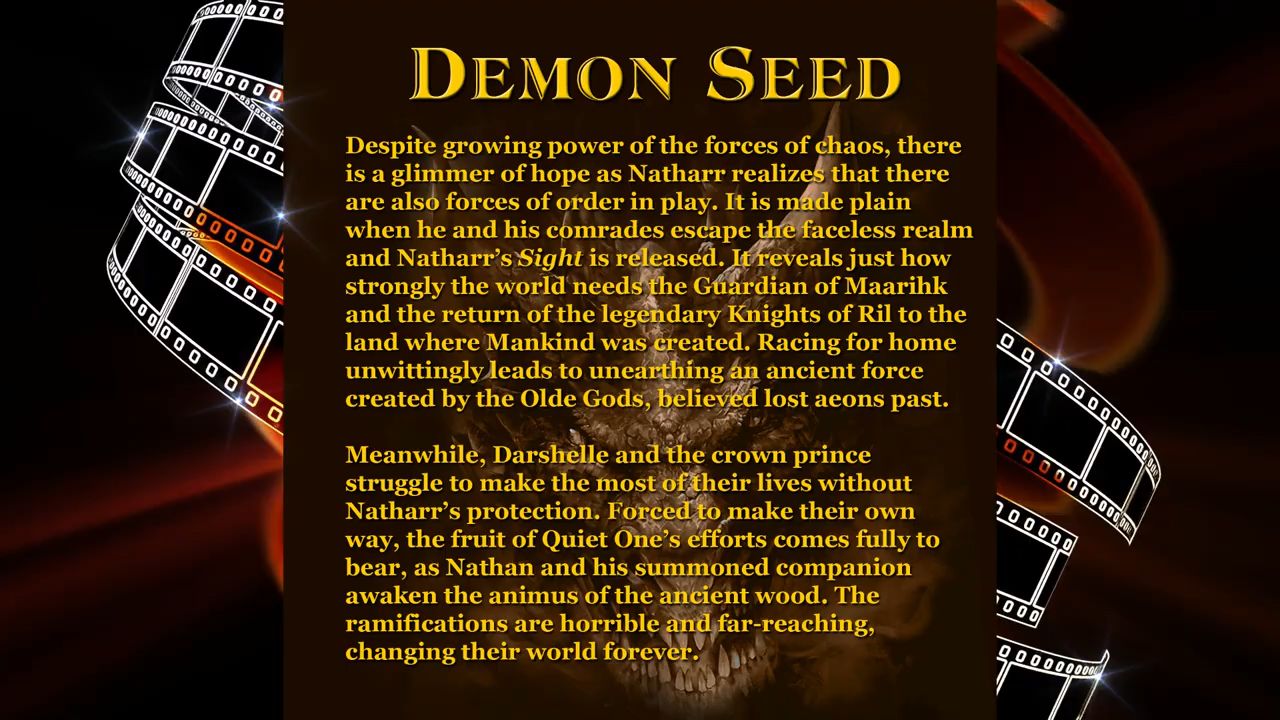 DEMON SEED
Despite growing power of the forces of chaos, there
is a glimmer of hope as Natharr realizes that there
are also forces of order in play. It is made plain
when he and his comrades escape the faceless realm
and Natharr’s Sight is released. It reveals just how
strongly the world needs the Guardian of Maarihk
and the return of the legendary Knights of Ril to the
land where Mankind was created. Racing for home
unwittingly leads to unearthing an ancient force
created by the Olde Gods, believed lost aeons past.
Meanwhile, Darshelle and the crown prince
struggle to make the most of their lives without
Natharr’s protection. Forced to make their own
way, the fruit of Quiet One’s efforts comes fully to
bear, as Nathan and his summoned companion
awaken the animus of the ancient wood. The
ramifications are horrible and far-reaching,
changing their world forever.